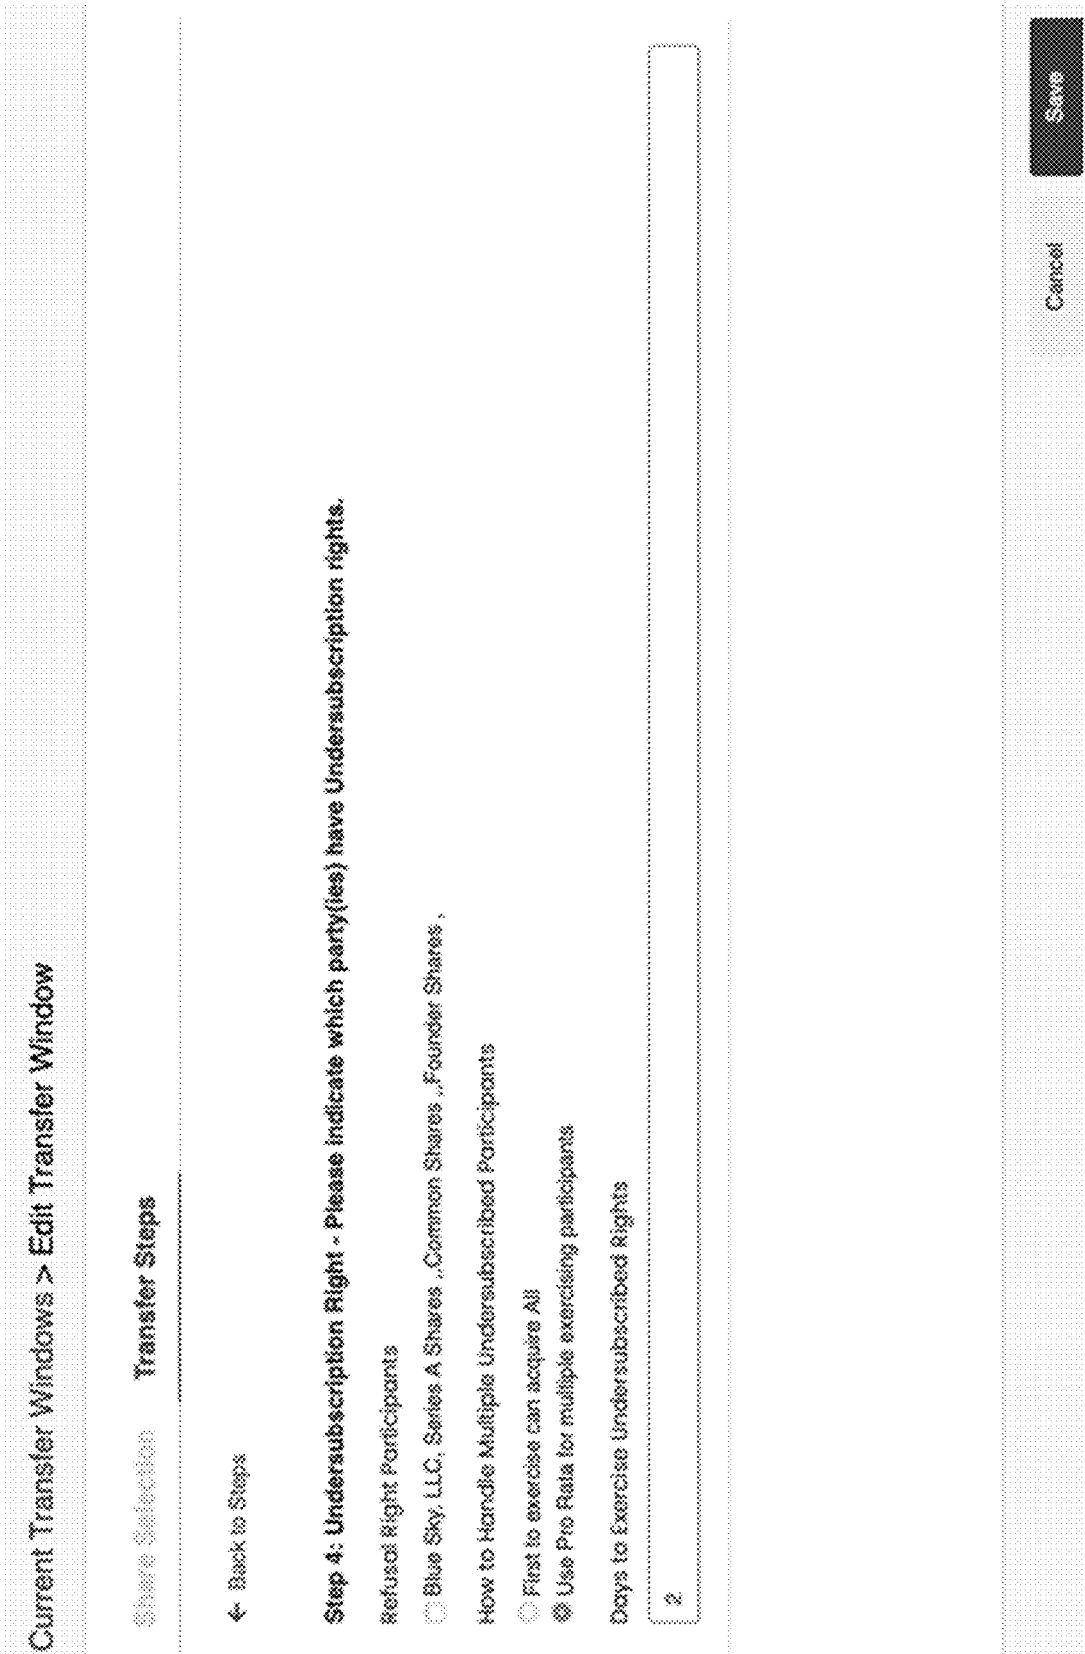 Current Transfer Windows > Edit Transfer Window
Share Selection Transfer Steps
← Back to Steps
Step 4: Undersubscription Right - Please indicate which party(ies) have Undersubscription rights.
Refusal Right Participants
Blue Sky, LLC, Series A Shares ,,Common Shares ,,Founder Shares ,
How to Handle Multiple Undersubscribed Participants
First to exercise can acquire All
Use Pro Rata for multiple exercising participants
Days to Exercise Undersubscribed Rights
2
Cancel Save